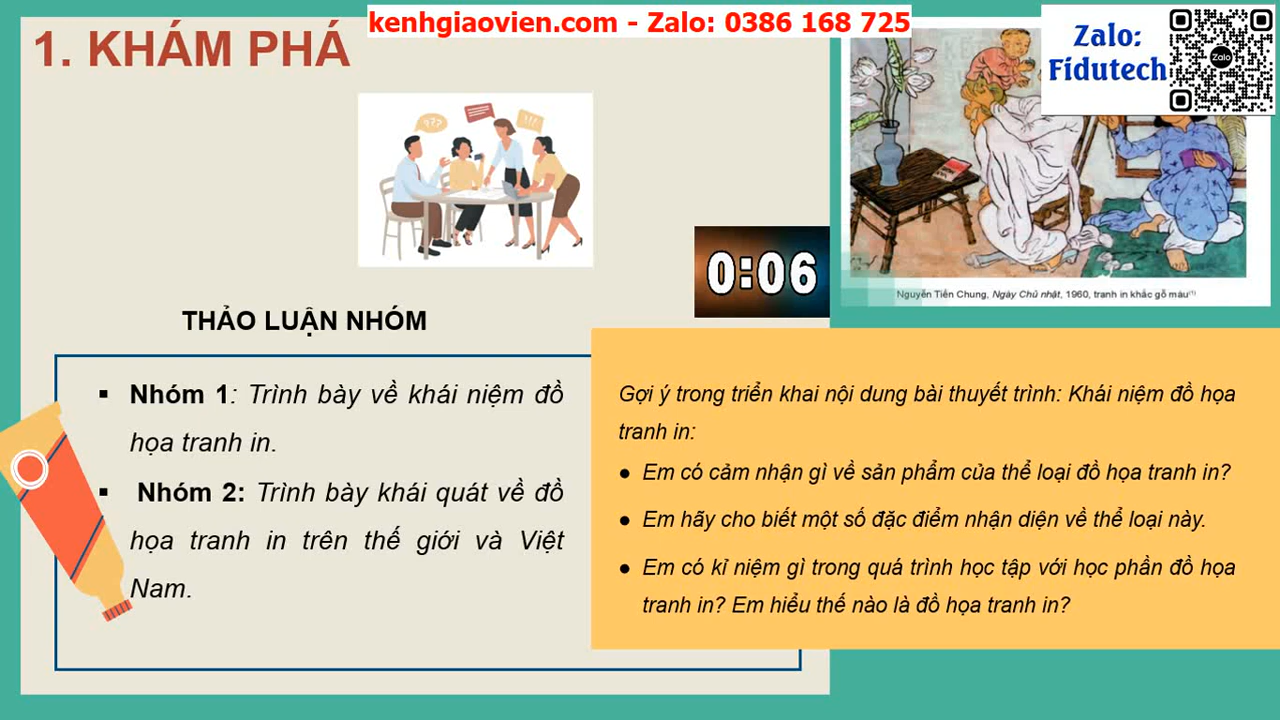 kenhgiaovien.com - Zalo: 0386 168 725
1. KHÁM PHÁ
Zalo:
Fidutech
Zalo
???
!!!
0:06
Nguyễn Tiến Chung, Ngày Chủ nhật, 1960, tranh in khắc gỗ màu(1)
THẢO LUẬN NHÓM
▪ Nhóm 1: Trình bày về khái niệm đồ
họa tranh in.
▪ Nhóm 2: Trình bày khái quát về đồ
họa tranh in trên thế giới và Việt
Nam.
Gợi ý trong triển khai nội dung bài thuyết trình: Khái niệm đồ họa
tranh in:
● Em có cảm nhận gì về sản phẩm của thể loại đồ họa tranh in?
● Em hãy cho biết một số đặc điểm nhận diện về thể loại này.
● Em có kỉ niệm gì trong quá trình học tập với học phần đồ họa
tranh in? Em hiểu thế nào là đồ họa tranh in?